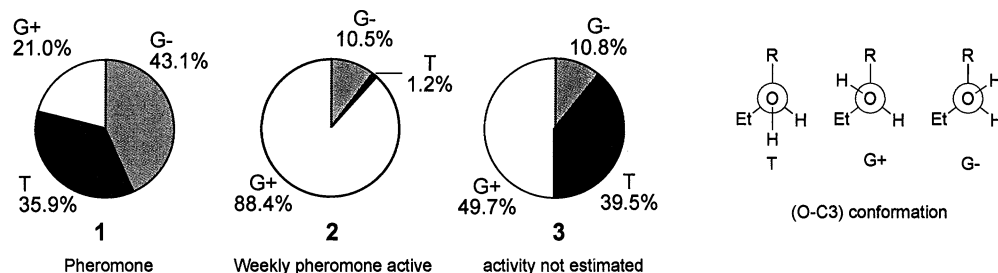 G+
21.0%
G-
43.1%
T
35.9%
1
Pheromone
G-
10.5%
T
1.2%
G+
88.4%
2
Weekly pheromone active
G-
10.8%
G+
49.7%
T
39.5%
3
activity not estimated
R
O
Et
H
H
T
R
H
O
Et
H
G+
R
H
O
Et
H
G-
(O-C3) conformation